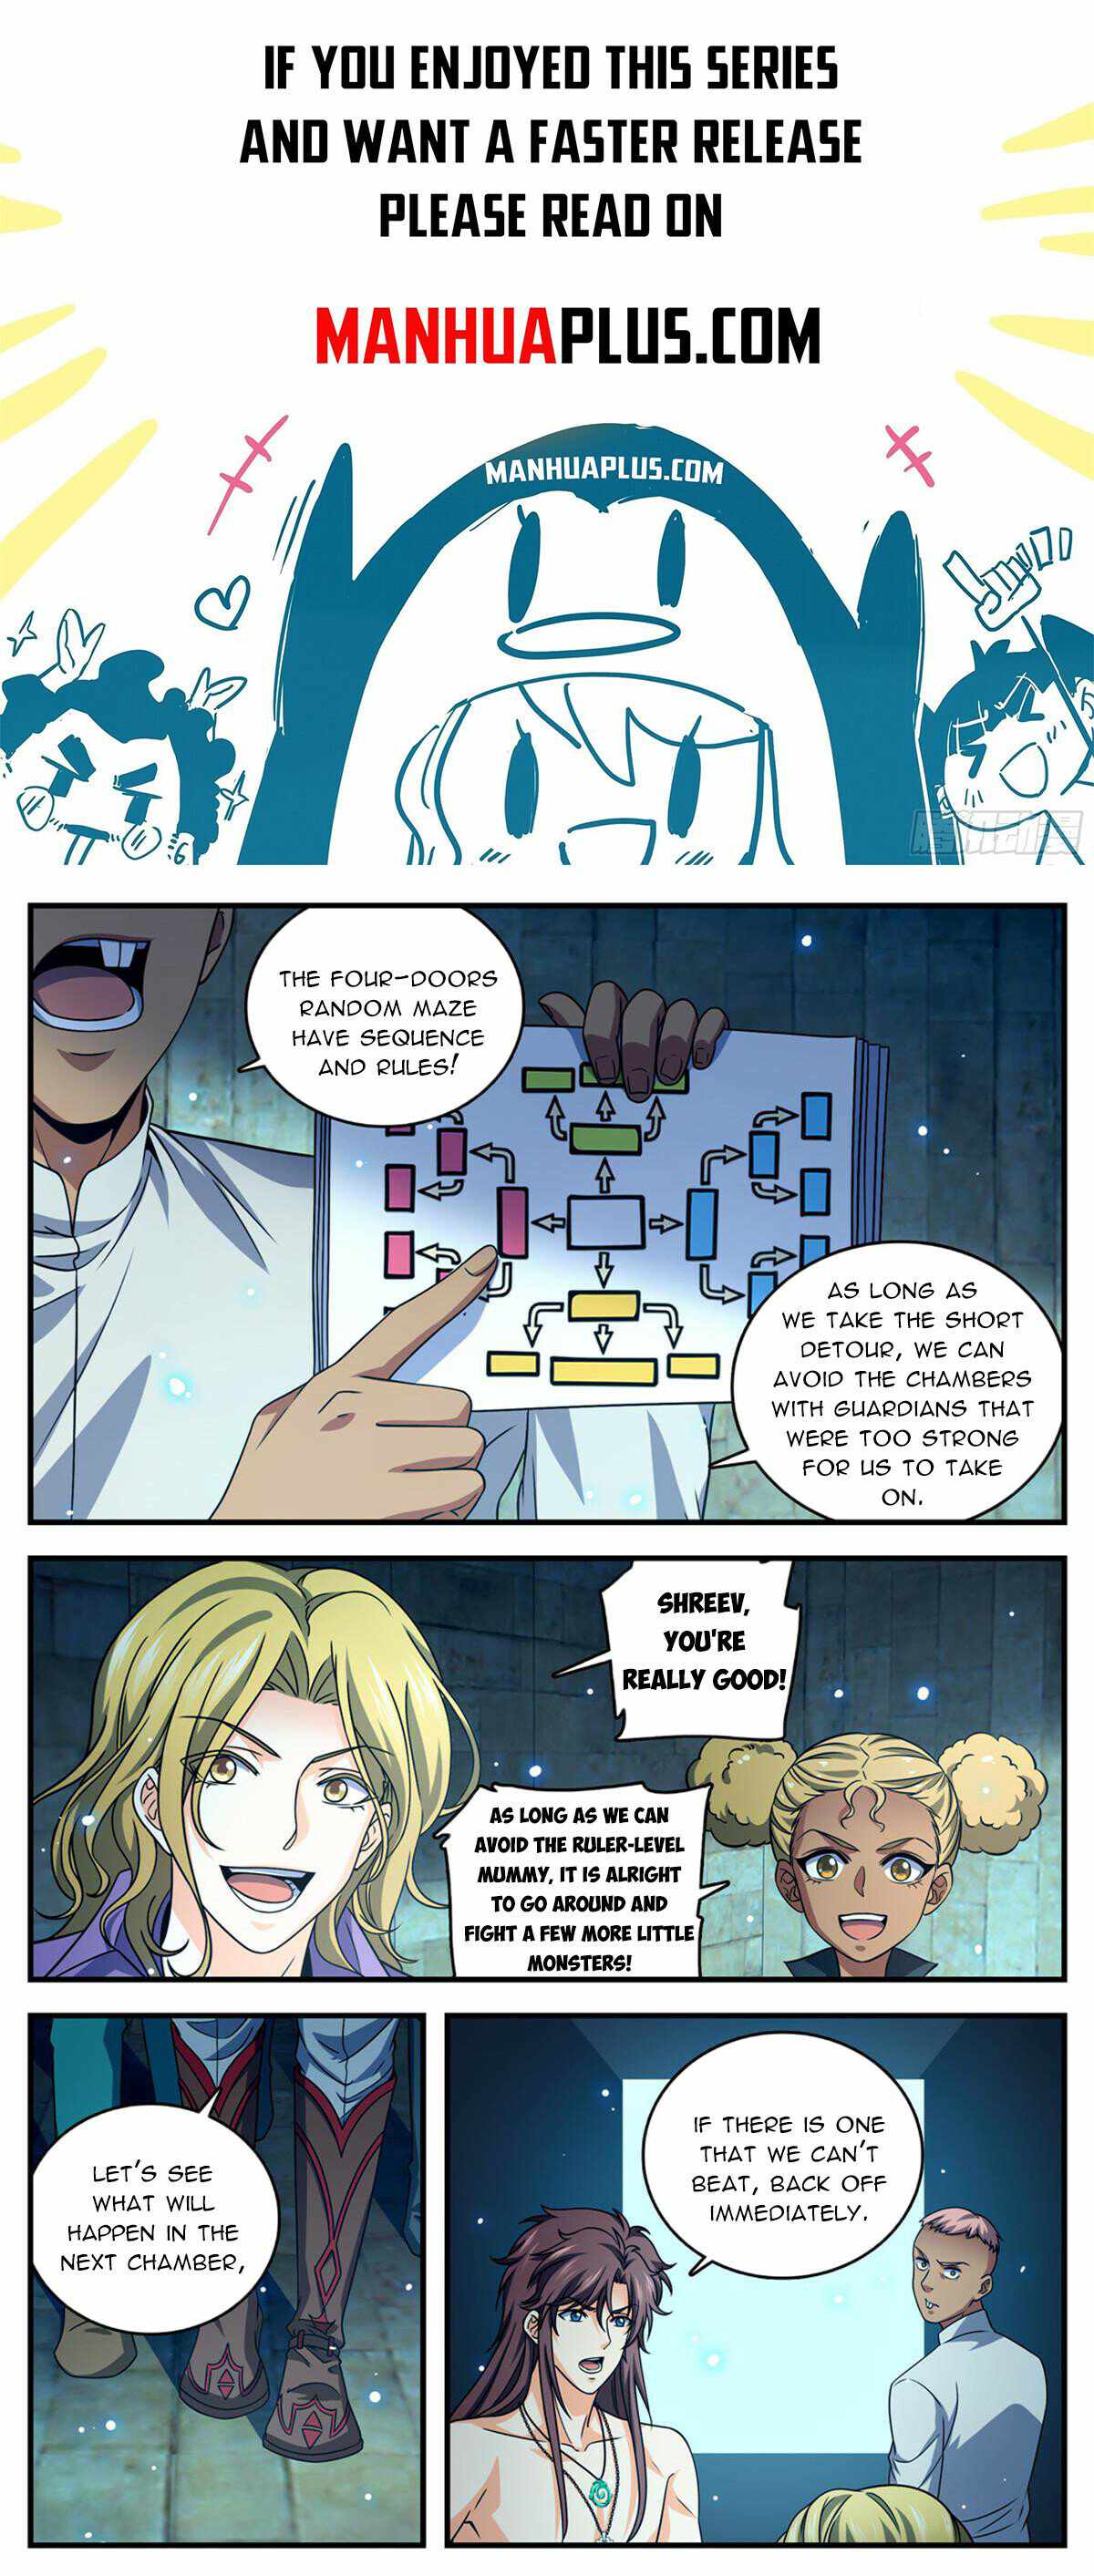 IF YOU ENJOYED THIS SERIES
AND WANT A FASTER RELEASE
PLEASE READ ON
MANHUAPLUS.COM
MANHUAPLUS.COM
腾讯动漫
THE FOUR-DOORS
RANDOM MAZE
HAVE SEQUENCE
AND RULES!
AS LONG AS
WE TAKE THE SHORT
DETOUR, WE CAN
AVOID THE CHAMBERS
WITH GUARDIANS THAT
WERE TOO STRONG
FOR US TO TAKE
ON.
SHREEV,
YOU'RE
REALLY GOOD!
AS LONG AS WE CAN
AVOID THE RULER-LEVEL
MUMMY, IT IS ALRIGHT
TO GO AROUND AND
FIGHT A FEW MORE LITTLE
MONSTERS!
LET'S SEE
WHAT WILL
HAPPEN IN THE
NEXT CHAMBER,
IF THERE IS ONE
THAT WE CAN'T
BEAT, BACK OFF
IMMEDIATELY.